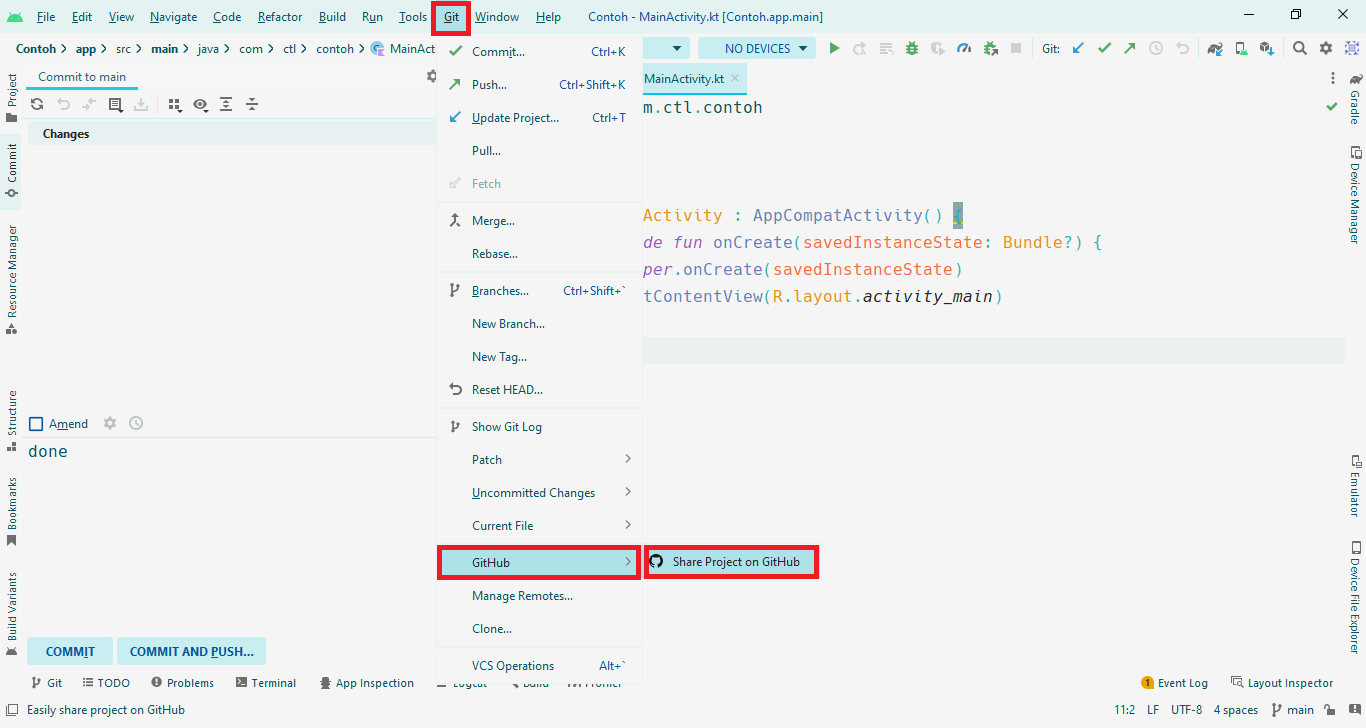 File Edit View Navigate Code Refactor Build Run Tools Git Window Help Contoh - MainActivity.kt [Contoh.app.main]
Contoh app src main java com ctl contoh MainAct NO DEVICES Git:
Commit to main
MainActivity.kt
Changes
Amend
done
COMMIT COMMIT AND PUSH...
Commit... Ctrl+K
Push... Ctrl+Shift+K
Update Project... Ctrl+T
Pull...
Fetch
Merge...
Rebase...
Branches... Ctrl+Shift+`
New Branch...
New Tag...
Reset HEAD...
Show Git Log
Patch
Uncommitted Changes
Current File
GitHub
Share Project on GitHub
Manage Remotes...
Clone...
VCS Operations Alt+`
m.ctl.contoh
Activity : AppCompatActivity() {
de fun onCreate(savedInstanceState: Bundle?) {
per.onCreate(savedInstanceState)
tContentView(R.layout.activity_main)
Project
Commit
Resource Manager
Structure
Bookmarks
Build Variants
Gradle
Device Manager
Emulator
Device File Explorer
Git TODO Problems Terminal App Inspection Logcat Build Profiler 1 Event Log Layout Inspector
Easily share project on GitHub 11:2 LF UTF-8 4 spaces main